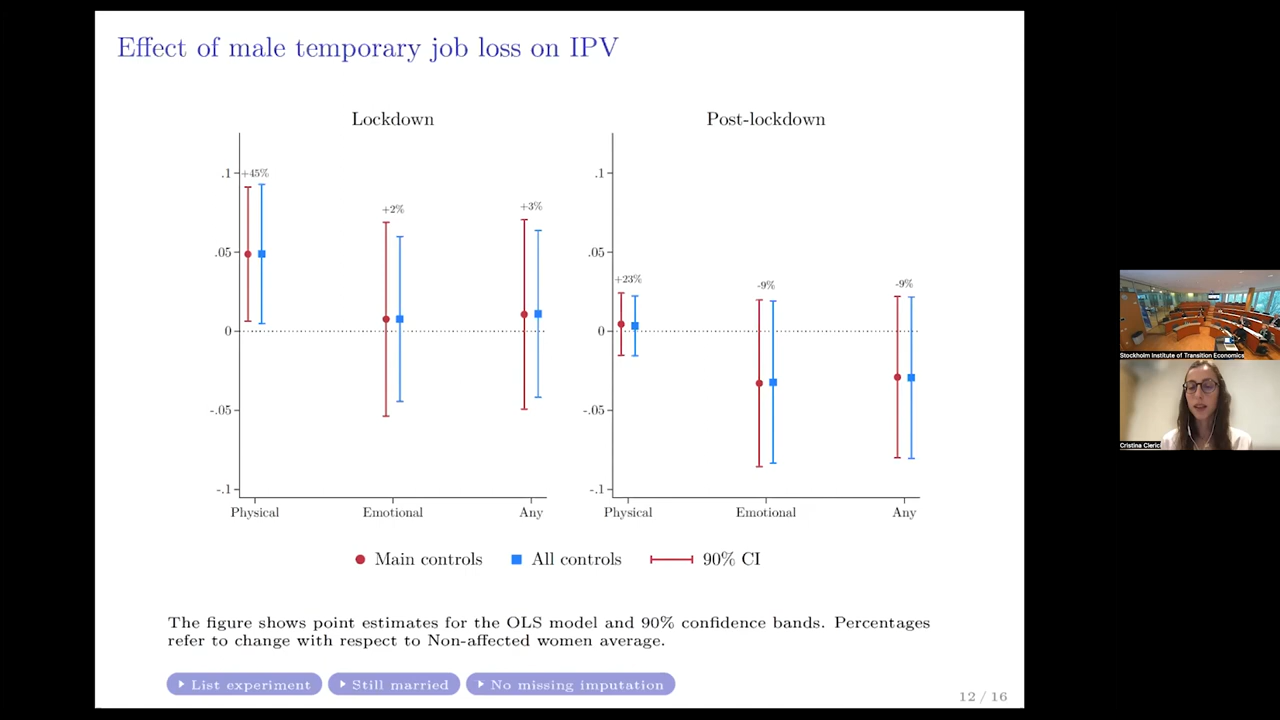 Effect of male temporary job loss on IPV
Lockdown
Post-lockdown
.1
.05
0
-.05
-.1
+45%
+2%
+3%
Physical
Emotional
Any
.1
.05
0
-.05
-.1
+23%
-9%
-9%
Physical
Emotional
Any
Main controls
All controls
90% CI
The figure shows point estimates for the OLS model and 90% confidence bands. Percentages
refer to change with respect to Non-affected women average.
List experiment
Still married
No missing imputation
12 / 16
Stockholm Institute of Transition Economics
Cristina Clerici